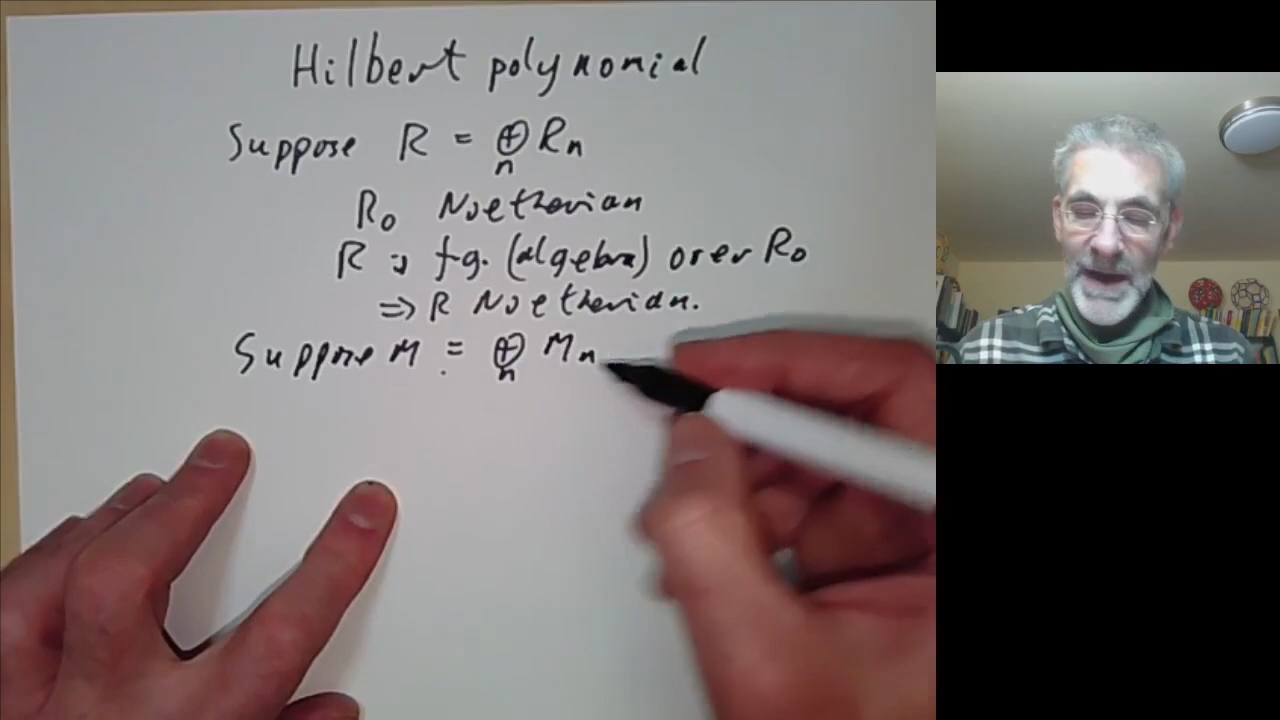 Hilbert polynomial
Suppose R = ⊕ Rn
n
R0 Noetherian
R is f.g. (algebra) over R0
⇒ R Noetherian.
Suppose M = ⊕ Mn
n